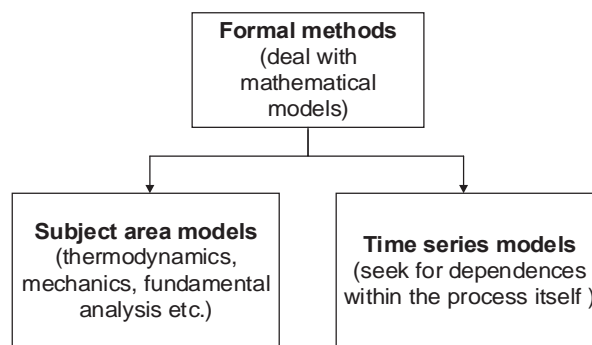 Formal methods
(deal with
mathematical
models)
Subject area models
(thermodynamics,
mechanics, fundamental
analysis etc.)
Time series models
(seek for dependences
within the process itself )